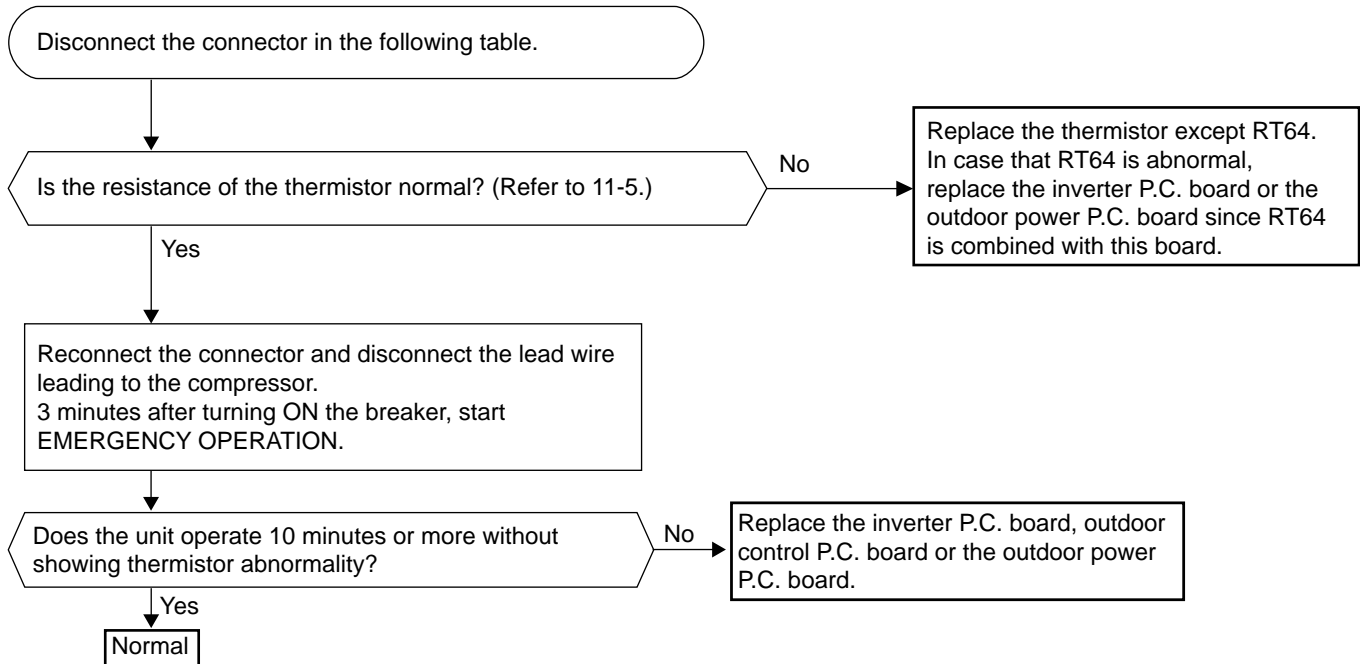 Disconnect the connector in the following table.
Is the resistance of the thermistor normal? (Refer to 11-5.)
No
Replace the thermistor except RT64.
In case that RT64 is abnormal,
replace the inverter P.C. board or the
outdoor power P.C. board since RT64
is combined with this board.
Yes
Reconnect the connector and disconnect the lead wire
leading to the compressor.
3 minutes after turning ON the breaker, start
EMERGENCY OPERATION.
Does the unit operate 10 minutes or more without
showing thermistor abnormality?
No
Replace the inverter P.C. board, outdoor
control P.C. board or the outdoor power
P.C. board.
Yes
Normal